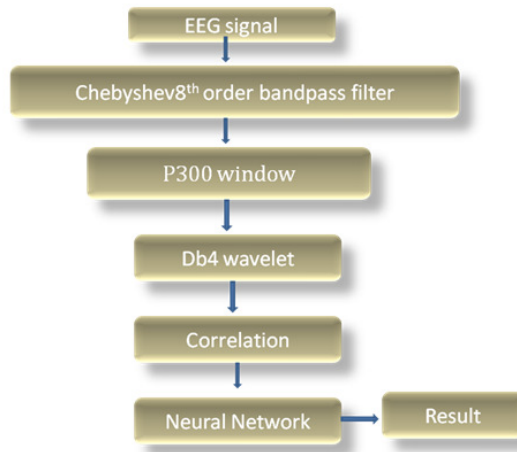 EEG signal
Chebyshev8th order bandpass filter
P300 window
Db4 wavelet
Correlation
Neural Network
Result